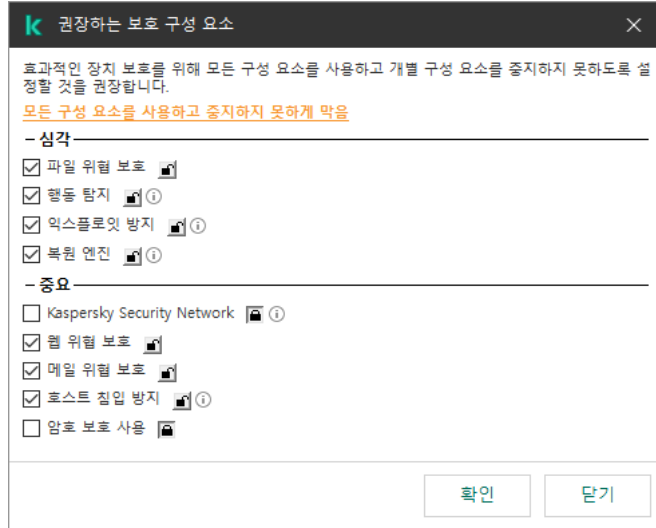 권장하는 보호 구성 요소
효과적인 장치 보호를 위해 모든 구성 요소를 사용하고 개별 구성 요소를 중지하지 못하도록 설
정할 것을 권장합니다.
모든 구성 요소를 사용하고 중지하지 못하게 막음
– 심각
파일 위협 보호
행동 탐지
익스플로잇 방지
복원 엔진
– 중요
Kaspersky Security Network
웹 위협 보호
메일 위협 보호
호스트 침입 방지
암호 보호 사용
확인
닫기